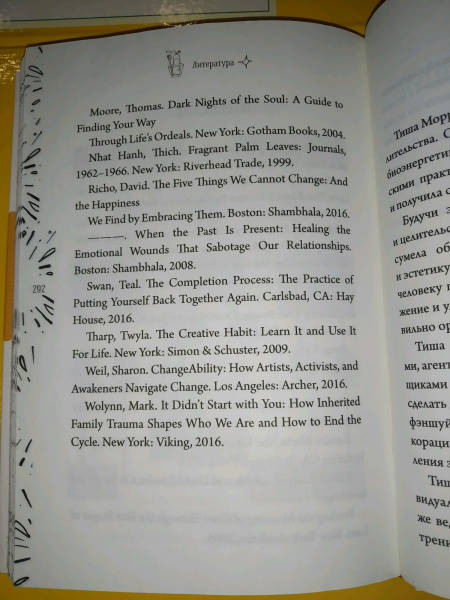 Литература
Moore, Thomas. Dark Nights of the Soul: A Guide to
Finding Your Way
Through Life's Ordeals. New York: Gotham Books, 2004.
Nhat Hanh, Thich. Fragrant Palm Leaves: Journals,
1962–1966. New York: Riverhead Trade, 1999.
Richo, David. The Five Things We Cannot Change: And
the Happiness
We Find by Embracing Them. Boston: Shambhala, 2016.
———. When the Past Is Present: Healing the
Emotional Wounds That Sabotage Our Relationships.
Boston: Shambhala, 2008.
Swan, Teal. The Completion Process: The Practice of
Putting Yourself Back Together Again. Carlsbad, CA: Hay
House, 2016.
Tharp, Twyla. The Creative Habit: Learn It and Use It
For Life. New York: Simon & Schuster, 2009.
Weil, Sharon. ChangeAbility: How Artists, Activists, and
Awakeners Navigate Change. Los Angeles: Archer, 2016.
Wolynn, Mark. It Didn't Start with You: How Inherited
Family Trauma Shapes Who We Are and How to End the
Cycle. New York: Viking, 2016.
292
Тиша Морр
лительства. С
биоэнергети
скими практ
и получила с
Будучи э
и целительс
сумела об
и эстетику
человеку п
жение и у
вильно ор
Тиша
ми, агент
щиками
сделать
фэншуй
кораци
ления э
Тиш
видуал
же ве
трени